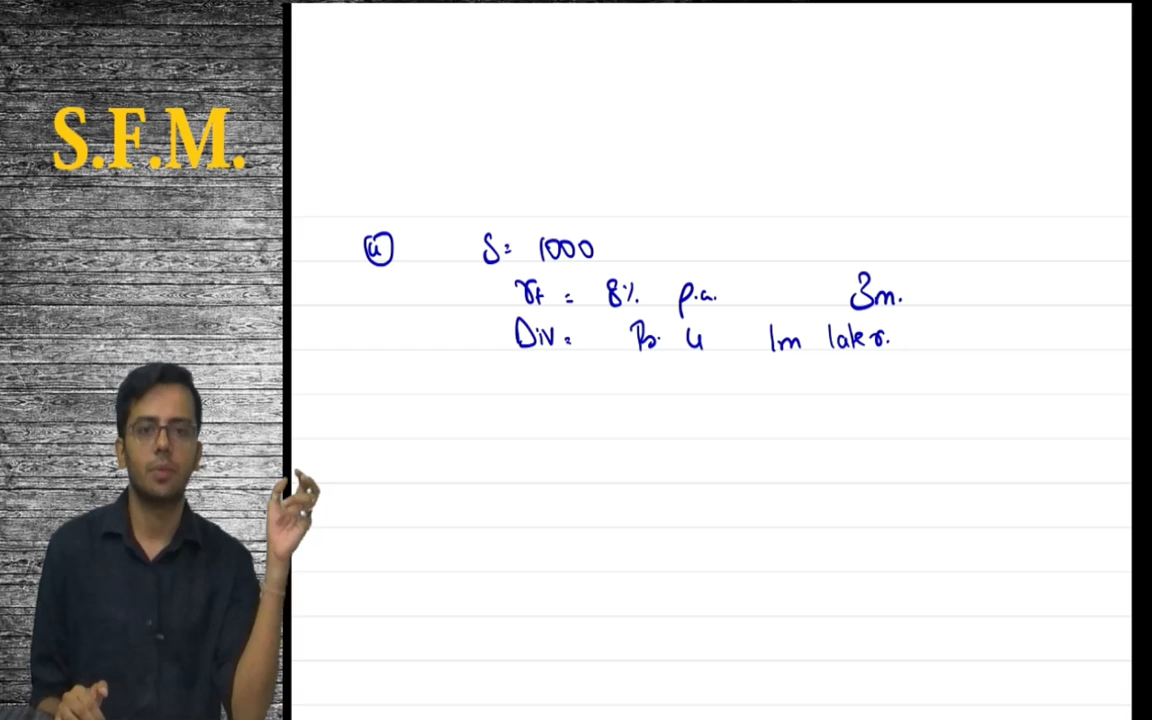 S.F.M.
S = 1000
rf = 8% p.a. 3m.
Div = Rs. 4 1m later.